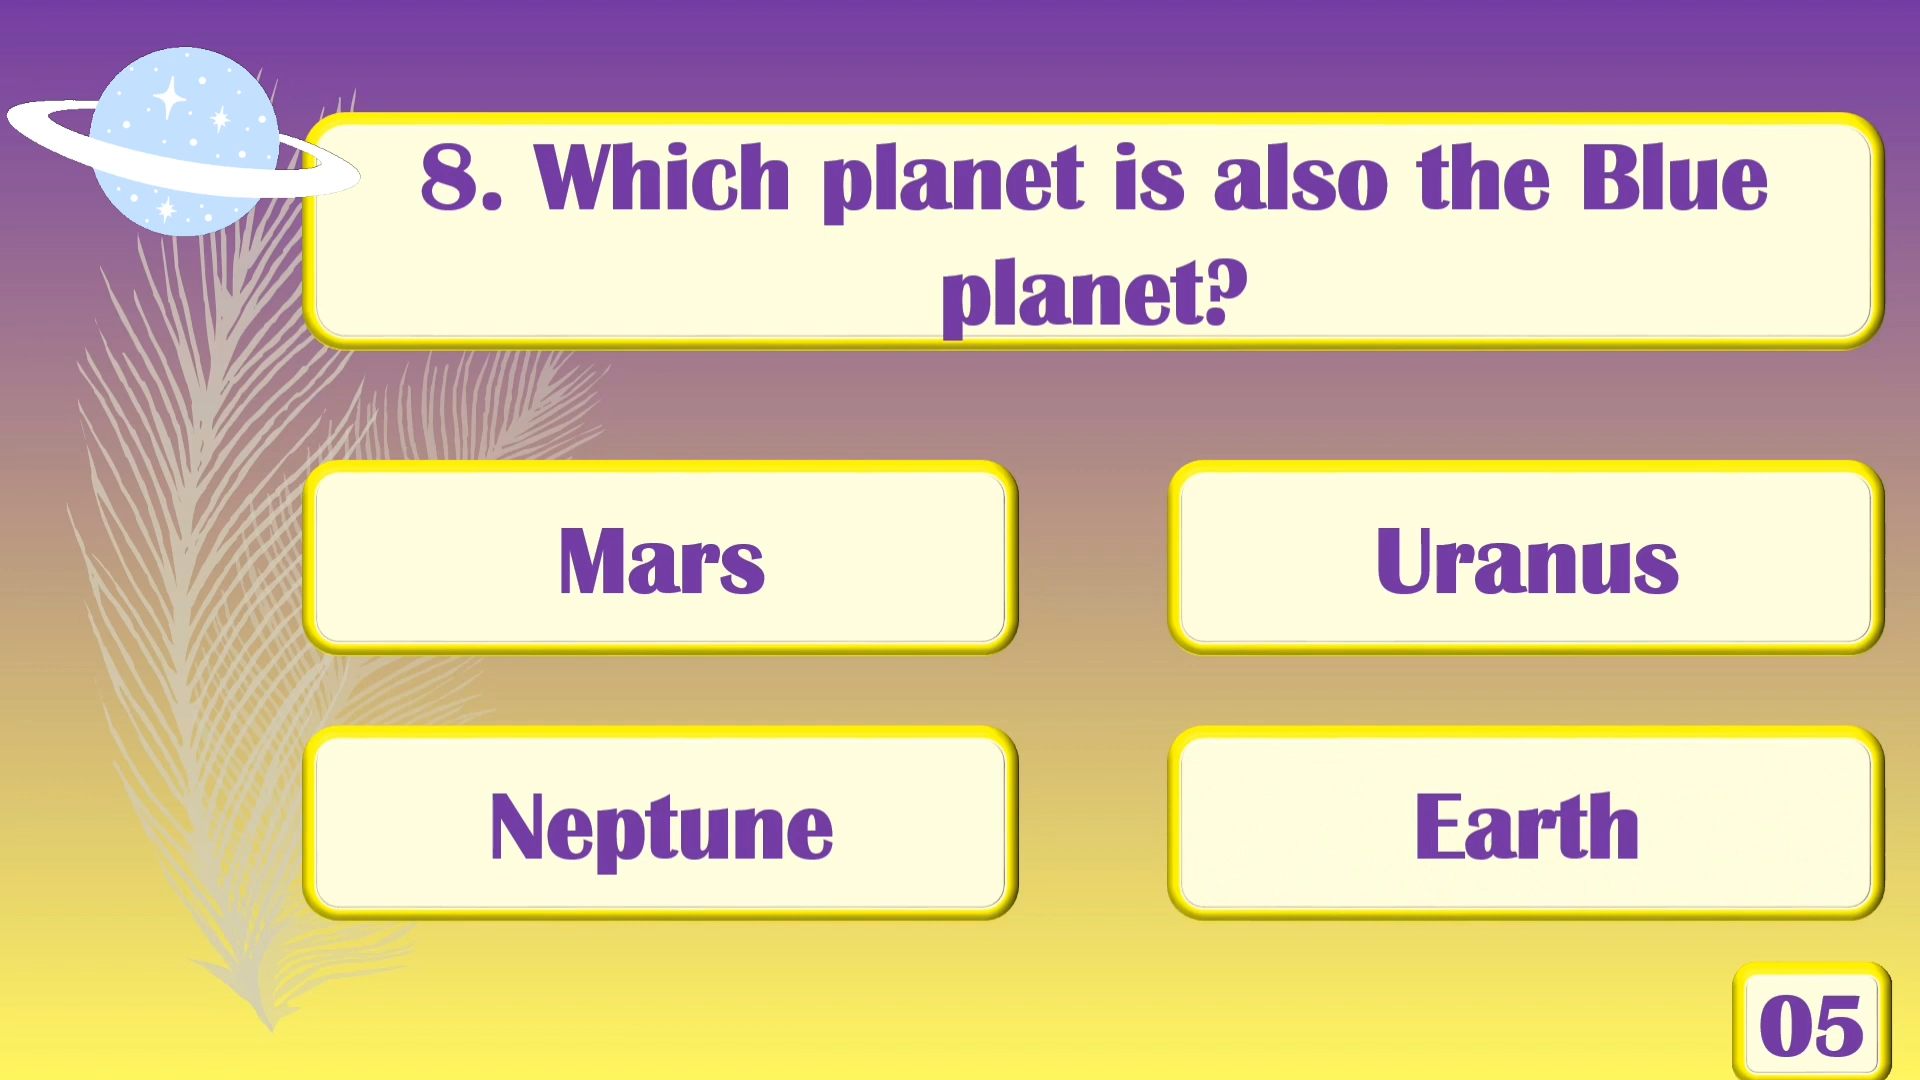 8. Which planet is also the Blue
planet?
Mars
Uranus
Neptune
Earth
05